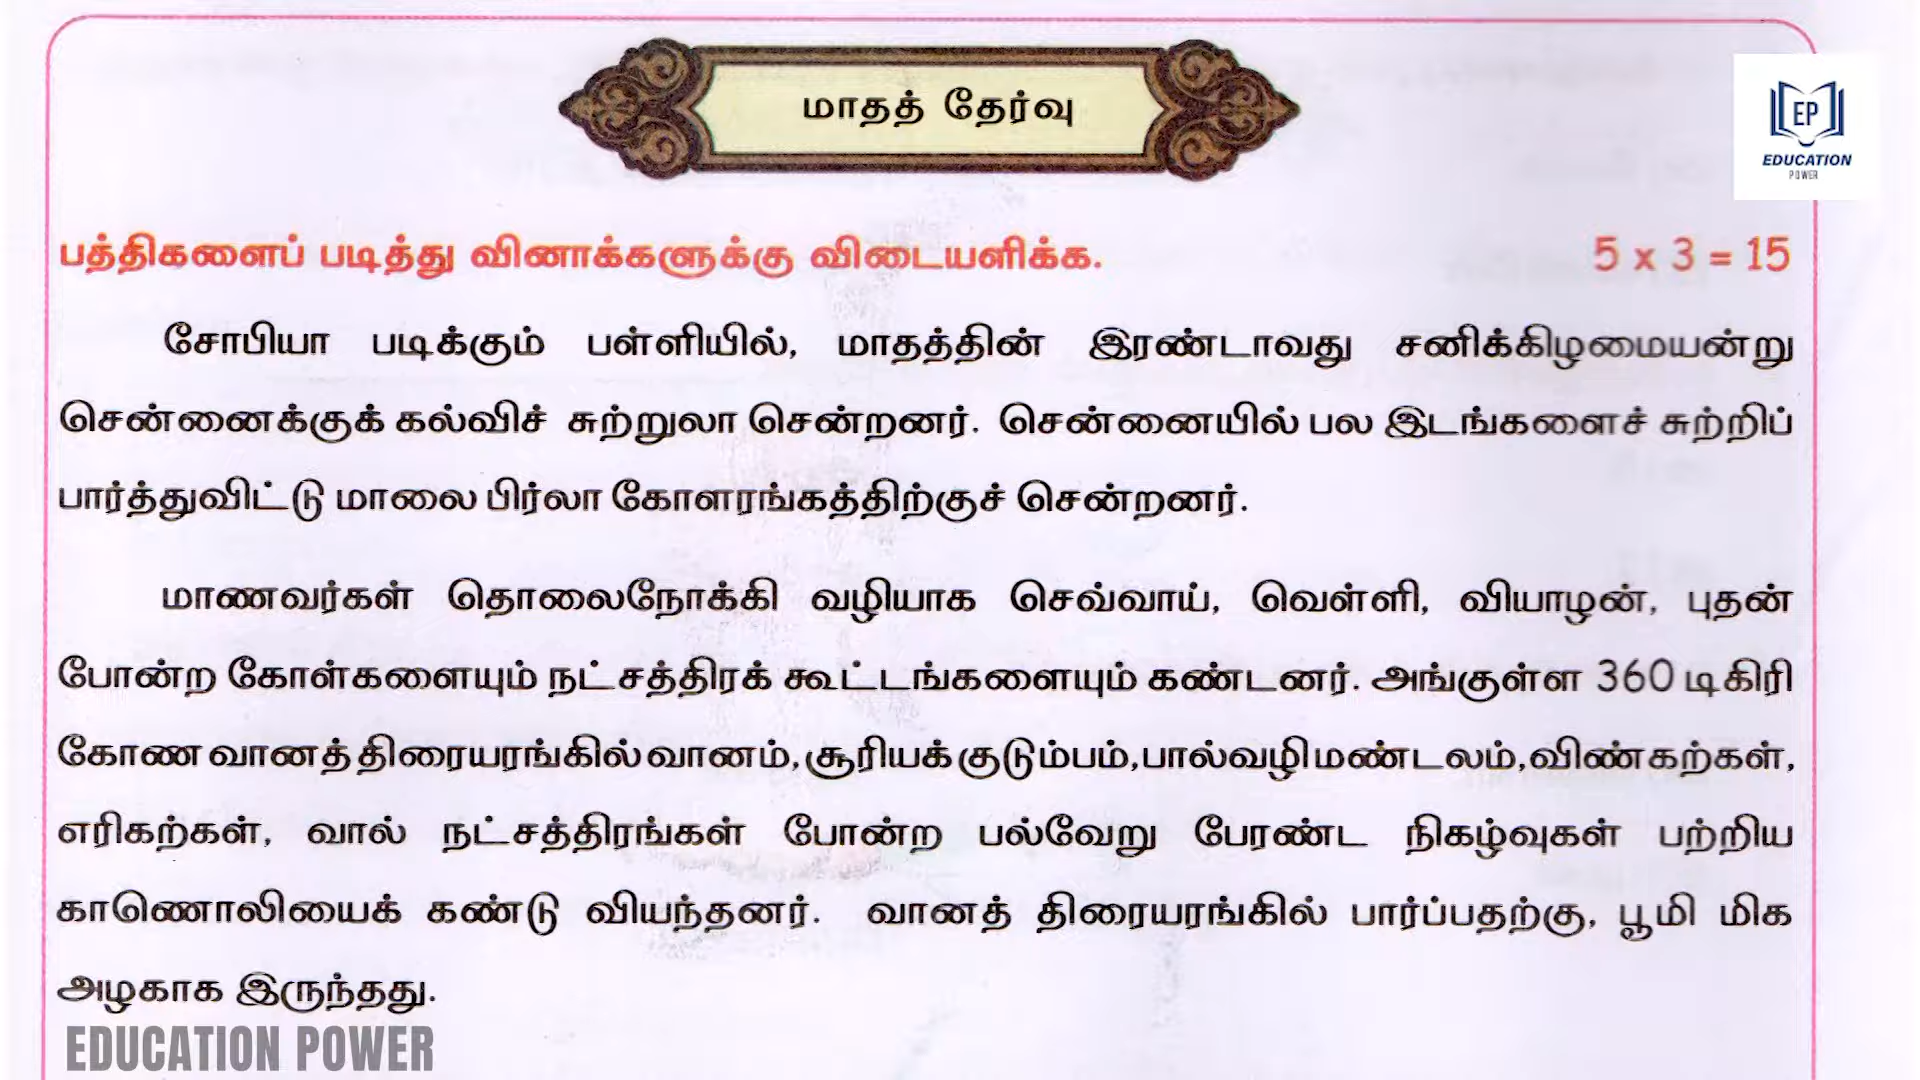 மாதத் தேர்வு
EP
EDUCATION
POWER
பத்திகளைப் படித்து வினாக்களுக்கு விடையளிக்க. 5 x 3 = 15
சோபியா படிக்கும் பள்ளியில், மாதத்தின் இரண்டாவது சனிக்கிழமையன்று
சென்னைக்குக் கல்விச் சுற்றுலா சென்றனர். சென்னையில் பல இடங்களைச் சுற்றிப்
பார்த்துவிட்டு மாலை பிர்லா கோளரங்கத்திற்குச் சென்றனர்.
மாணவர்கள் தொலைநோக்கி வழியாக செவ்வாய், வெள்ளி, வியாழன், புதன்
போன்ற கோள்களையும் நட்சத்திரக் கூட்டங்களையும் கண்டனர். அங்குள்ள 360 டிகிரி
கோண வானத் திரையரங்கில் வானம், சூரியக் குடும்பம், பால்வழி மண்டலம், விண்கற்கள்,
எரிகற்கள், வால் நட்சத்திரங்கள் போன்ற பல்வேறு பேரண்ட நிகழ்வுகள் பற்றிய
காணொலியைக் கண்டு வியந்தனர். வானத் திரையரங்கில் பார்ப்பதற்கு, பூமி மிக
அழகாக இருந்தது.
EDUCATION POWER